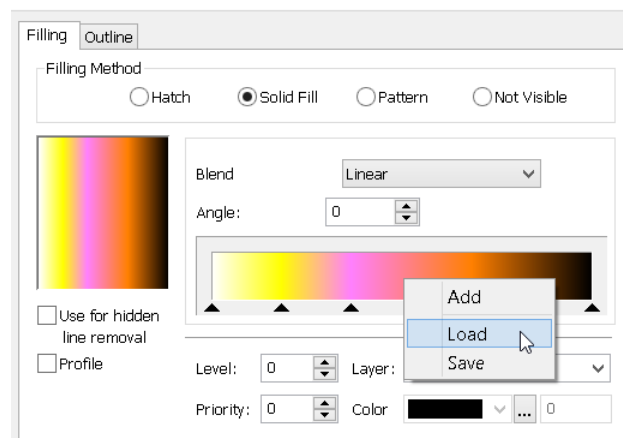 Filling Outline
Filling Method
Hatch Solid Fill Pattern Not Visible
Blend Linear
Angle: 0
Add
Load
Save
Use for hidden
line removal
Profile
Level: 0 Layer:
Priority: 0 Color ... 0